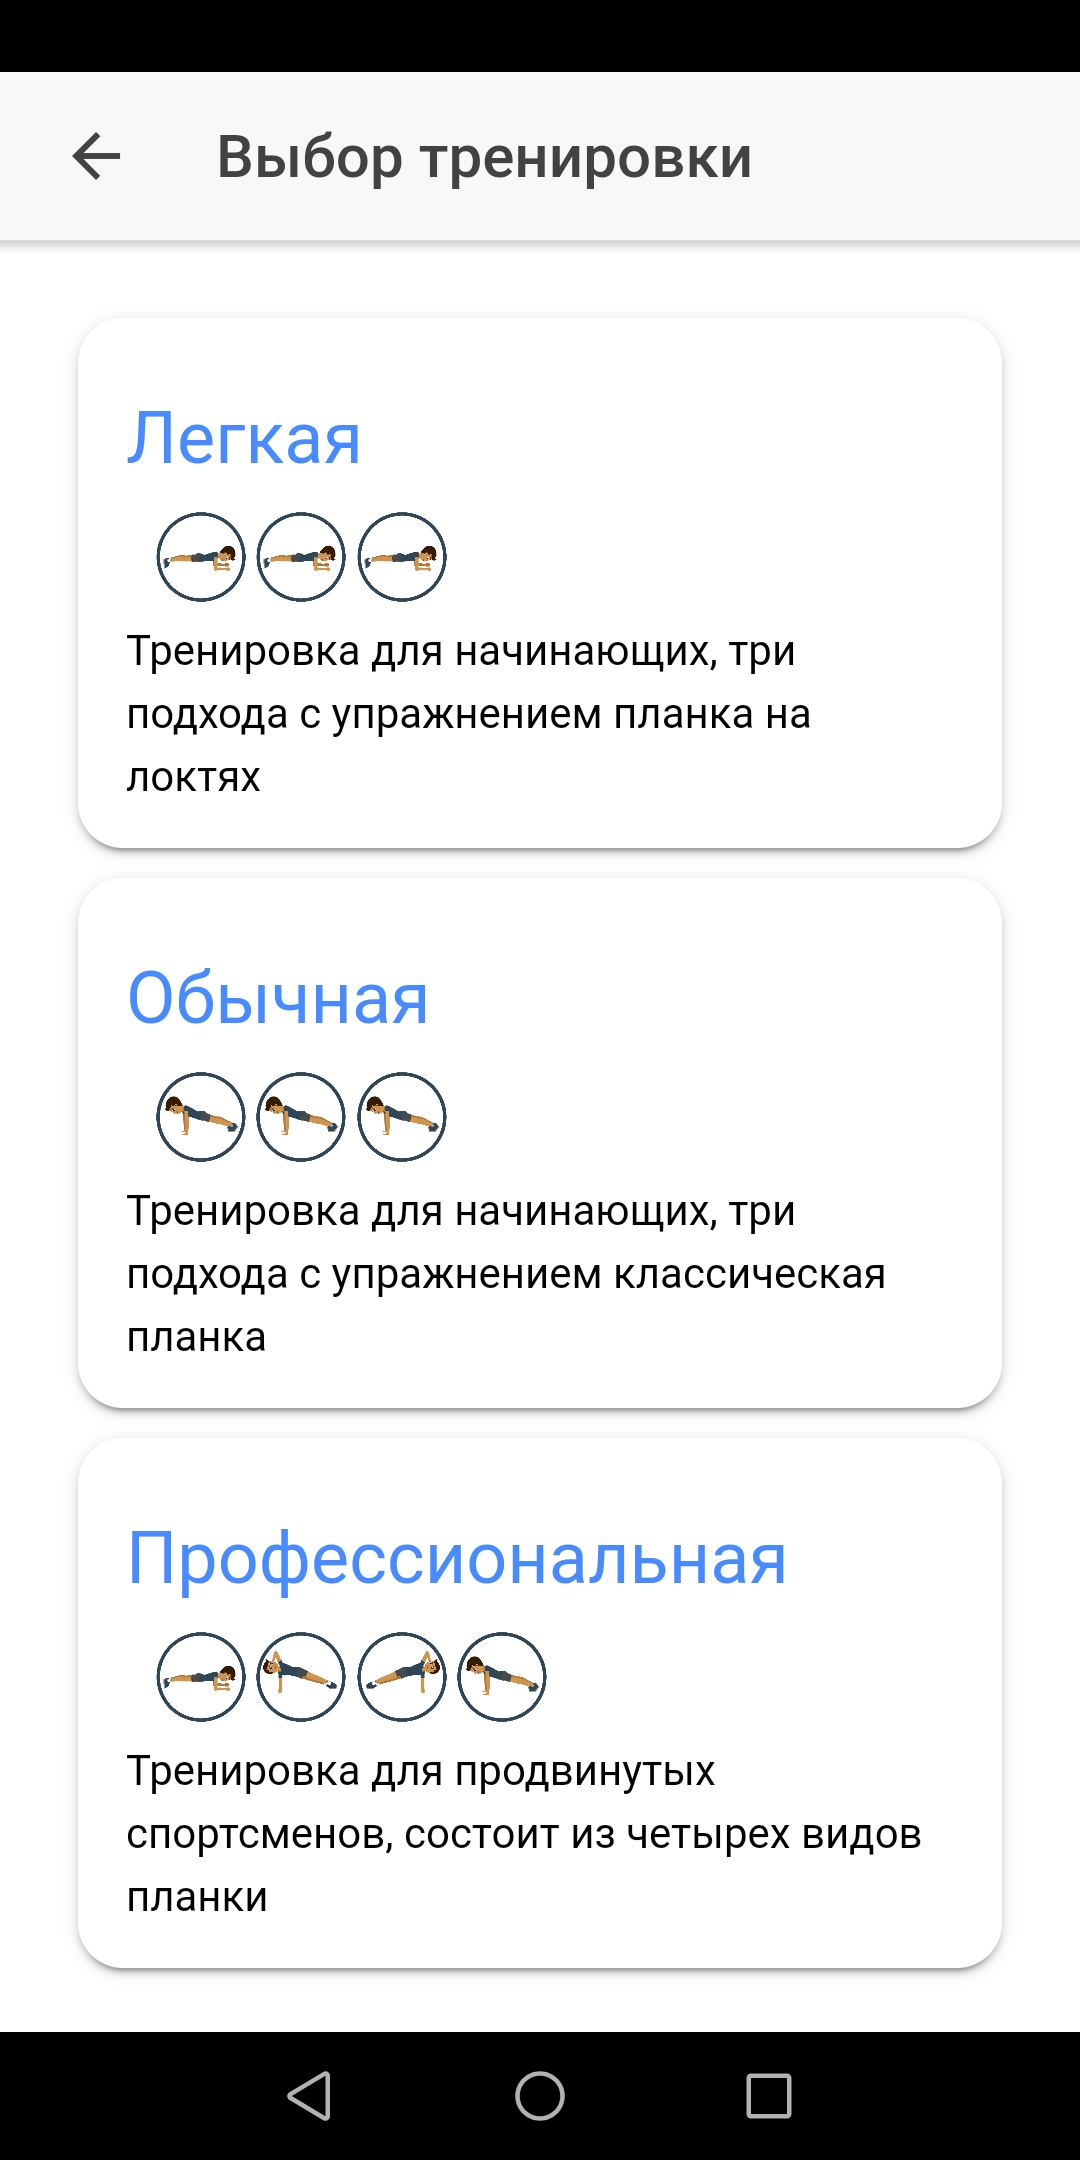 Выбор тренировки
Легкая
Тренировка для начинающих, три
подхода с упражнением планка на
локтях
Обычная
Тренировка для начинающих, три
подхода с упражнением классическая
планка
Профессиональная
Тренировка для продвинутых
спортсменов, состоит из четырех видов
планки